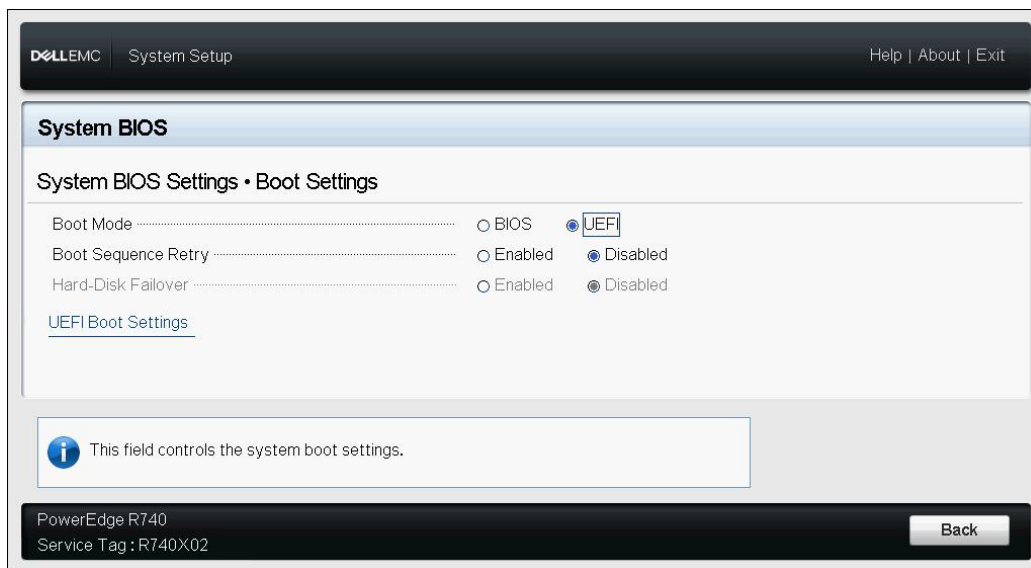 DELLEMC System Setup Help | About | Exit
System BIOS
System BIOS Settings • Boot Settings
Boot Mode BIOS UEFI
Boot Sequence Retry Enabled Disabled
Hard-Disk Failover Enabled Disabled
UEFI Boot Settings
This field controls the system boot settings.
PowerEdge R740
Service Tag : R740X02
Back